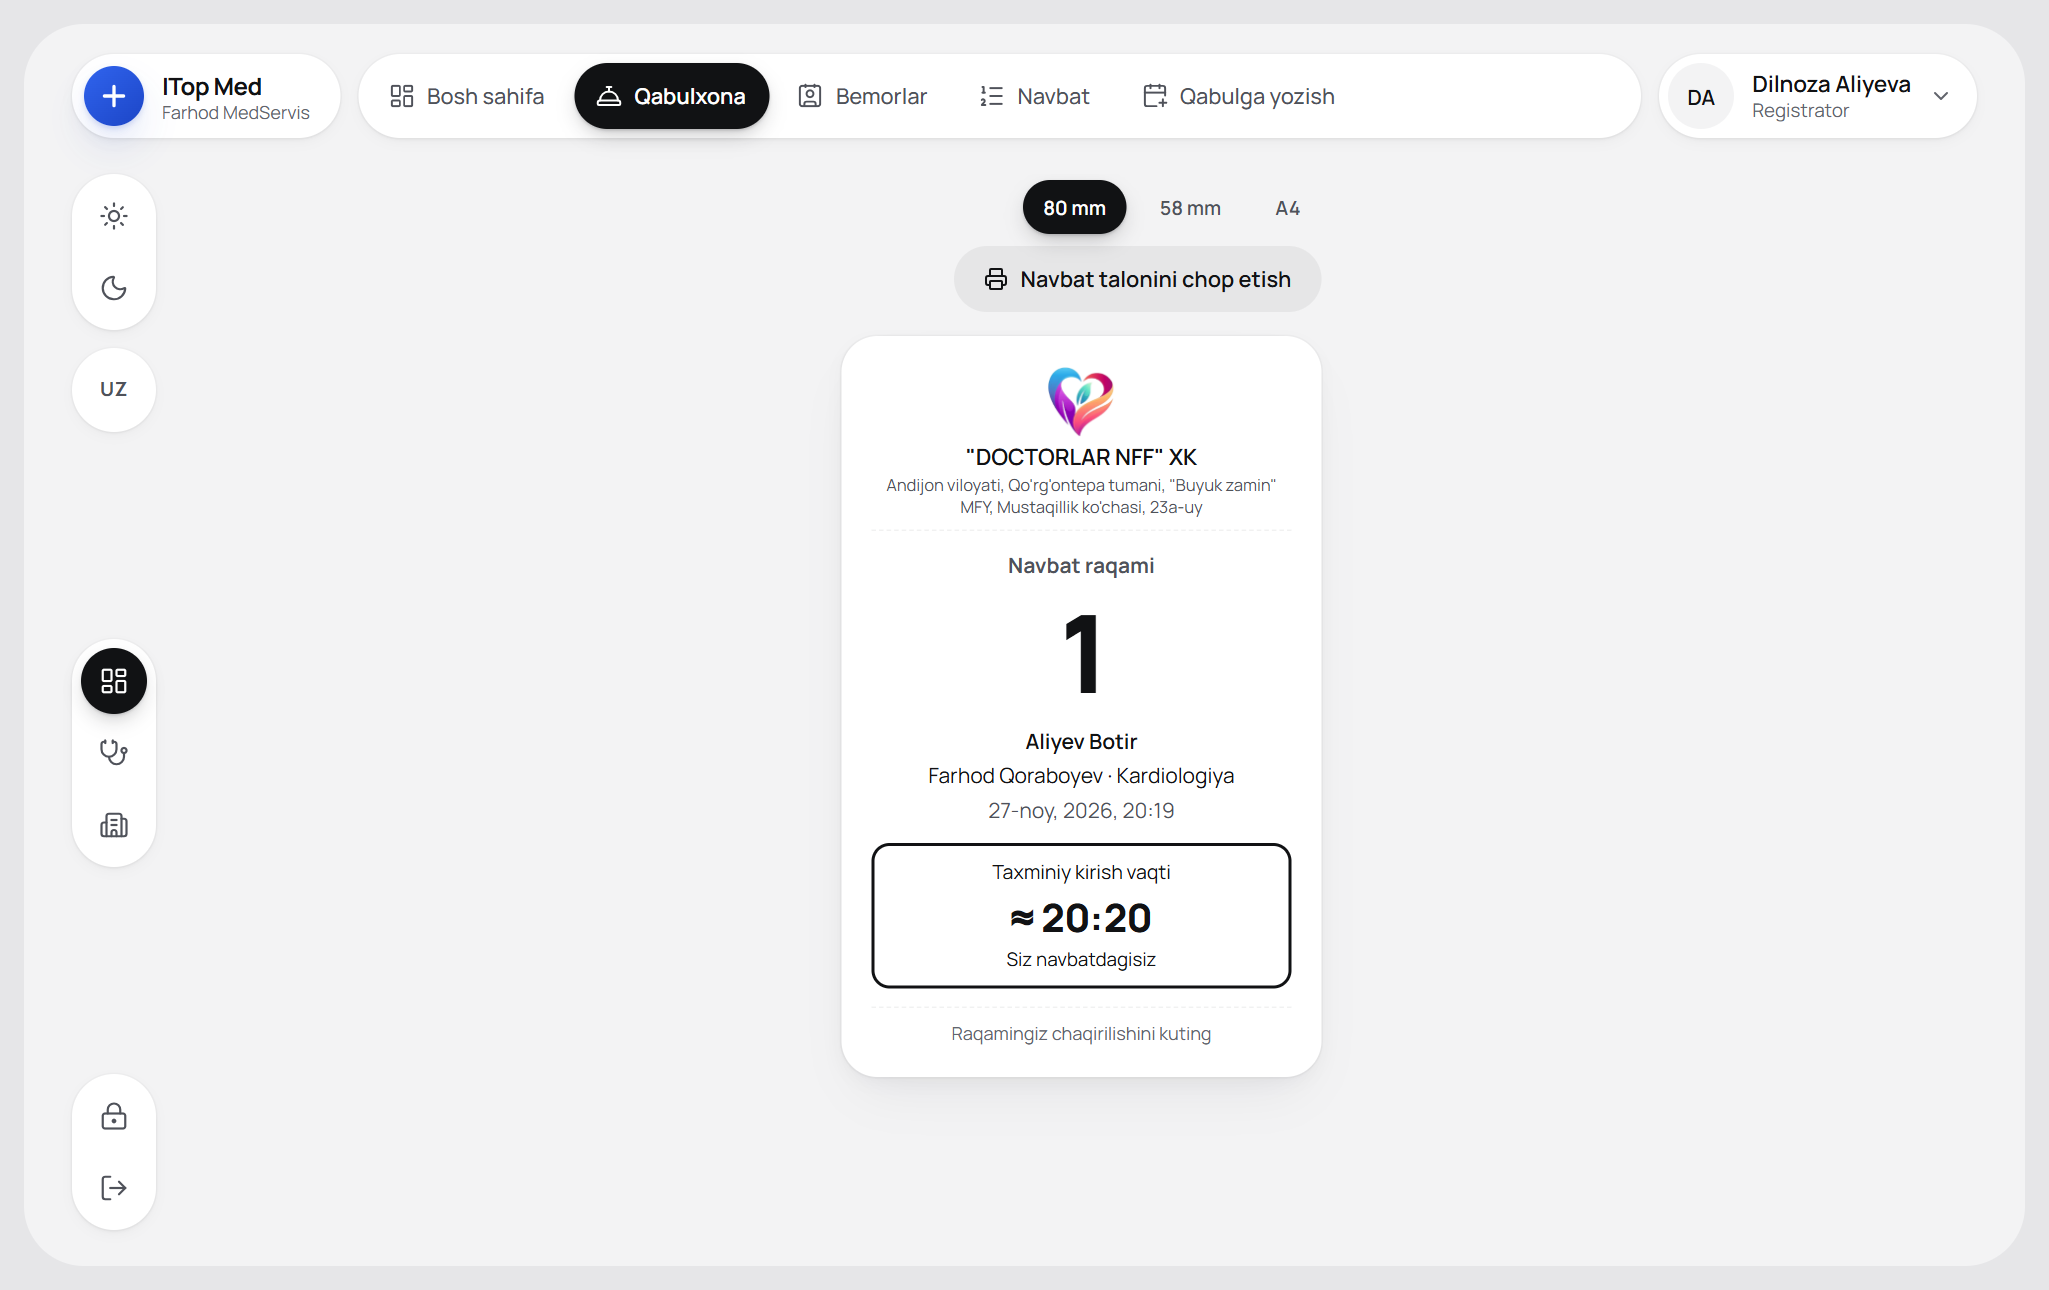 ITop Med
Farhod MedServis
Bosh sahifa
Qabulxona
Bemorlar
Navbat
Qabulga yozish
DA
Dilnoza Aliyeva
Registrator
80 mm
58 mm
A4
UZ
Navbat talonini chop etish
"DOCTORLAR NFF" XK
Andijon viloyati, Qo'rg'ontepa tumani, "Buyuk zamin"
MFY, Mustaqillik ko'chasi, 23a-uy
Navbat raqami
1
Aliyev Botir
Farhod Qoraboyev · Kardiologiya
27-noy, 2026, 20:19
Taxminiy kirish vaqti
≈ 20:20
Siz navbatdagisiz
Raqamingiz chaqirilishini kuting